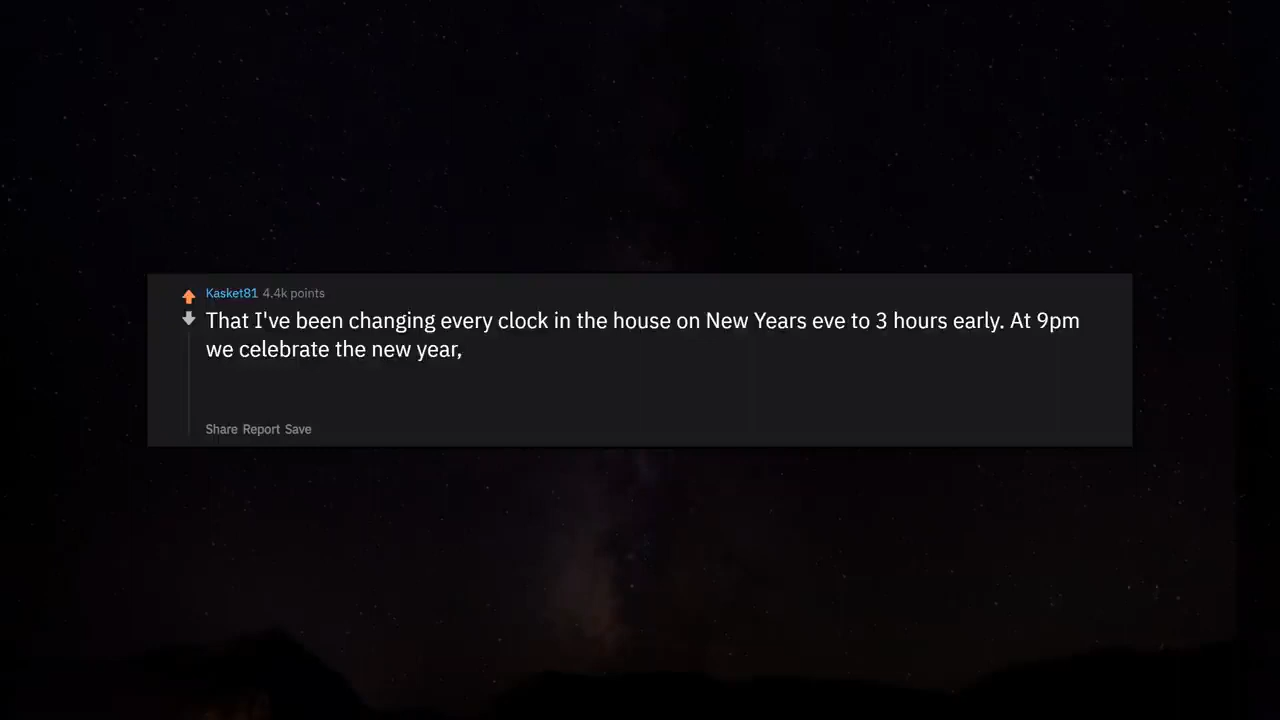 Kasket81 4.4k points
That I've been changing every clock in the house on New Years eve to 3 hours early. At 9pm
we celebrate the new year,
Share Report Save